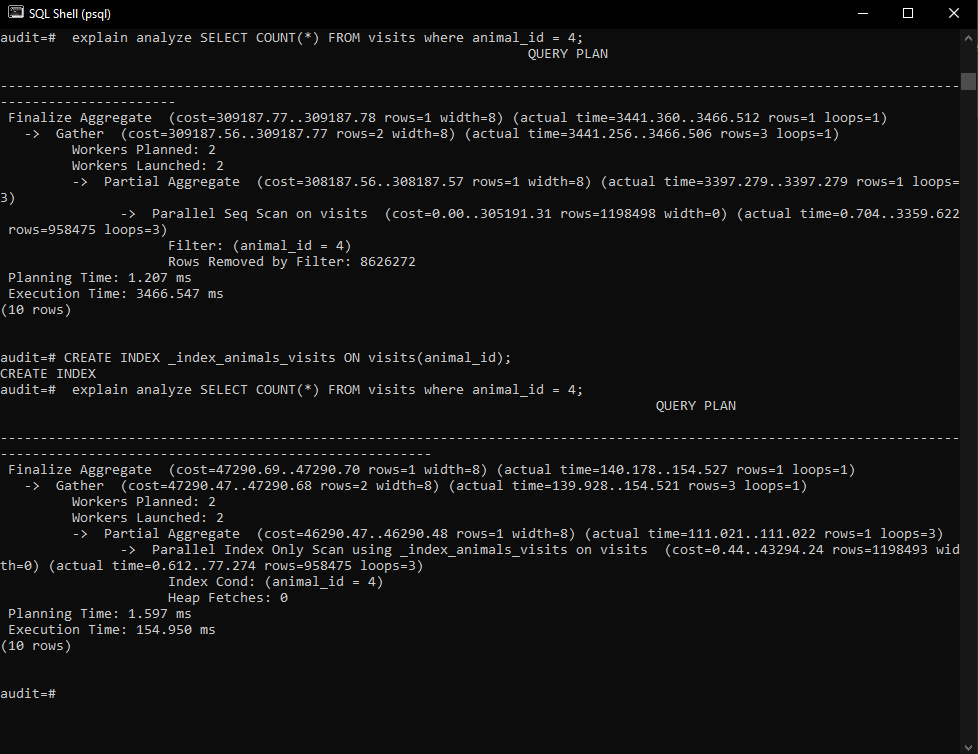 SQL Shell (psql)
audit=#  explain analyze SELECT COUNT(*) FROM visits where animal_id = 4;
                                                                  QUERY PLAN
------------------------------------------------------------------------------------------------------------------------
----------------------
 Finalize Aggregate  (cost=309187.77..309187.78 rows=1 width=8) (actual time=3441.360..3466.512 rows=1 loops=1)
   ->  Gather  (cost=309187.56..309187.77 rows=2 width=8) (actual time=3441.256..3466.506 rows=3 loops=1)
         Workers Planned: 2
         Workers Launched: 2
         ->  Partial Aggregate  (cost=308187.56..308187.57 rows=1 width=8) (actual time=3397.279..3397.279 rows=1 loops=
3)
               ->  Parallel Seq Scan on visits  (cost=0.00..305191.31 rows=1198498 width=0) (actual time=0.704..3359.622
 rows=958475 loops=3)
                     Filter: (animal_id = 4)
                     Rows Removed by Filter: 8626272
 Planning Time: 1.207 ms
 Execution Time: 3466.547 ms
(10 rows)
audit=# CREATE INDEX _index_animals_visits ON visits(animal_id);
CREATE INDEX
audit=#  explain analyze SELECT COUNT(*) FROM visits where animal_id = 4;
                                                                                  QUERY PLAN
------------------------------------------------------------------------------------------------------------------------
------------------------------------------------------
 Finalize Aggregate  (cost=47290.69..47290.70 rows=1 width=8) (actual time=140.178..154.527 rows=1 loops=1)
   ->  Gather  (cost=47290.47..47290.68 rows=2 width=8) (actual time=139.928..154.521 rows=3 loops=1)
         Workers Planned: 2
         Workers Launched: 2
         ->  Partial Aggregate  (cost=46290.47..46290.48 rows=1 width=8) (actual time=111.021..111.022 rows=1 loops=3)
               ->  Parallel Index Only Scan using _index_animals_visits on visits  (cost=0.44..43294.24 rows=1198493 wid
th=0) (actual time=0.612..77.274 rows=958475 loops=3)
                     Index Cond: (animal_id = 4)
                     Heap Fetches: 0
 Planning Time: 1.597 ms
 Execution Time: 154.950 ms
(10 rows)
audit=#